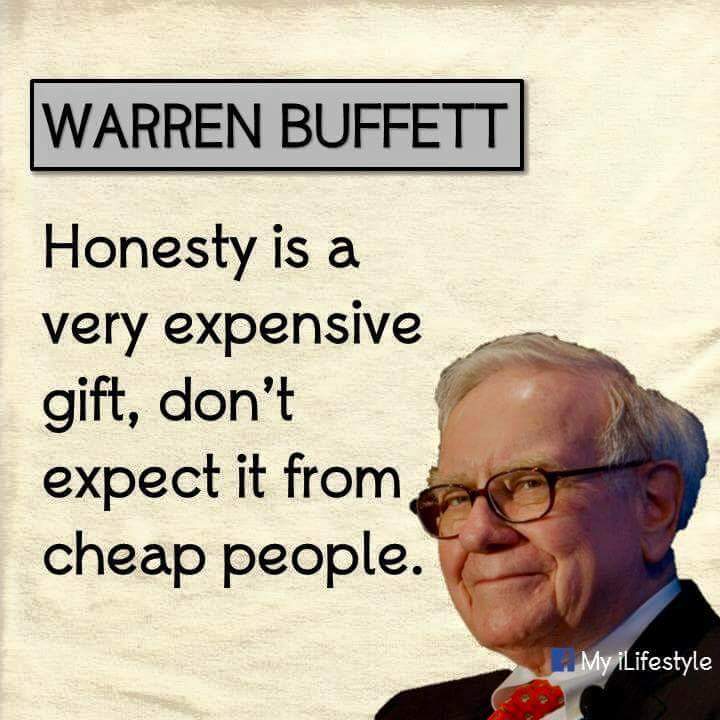 WARREN BUFFETT
Honesty is a
very expensive
gift, don't
expect it from
cheap people.
My iLifestyle